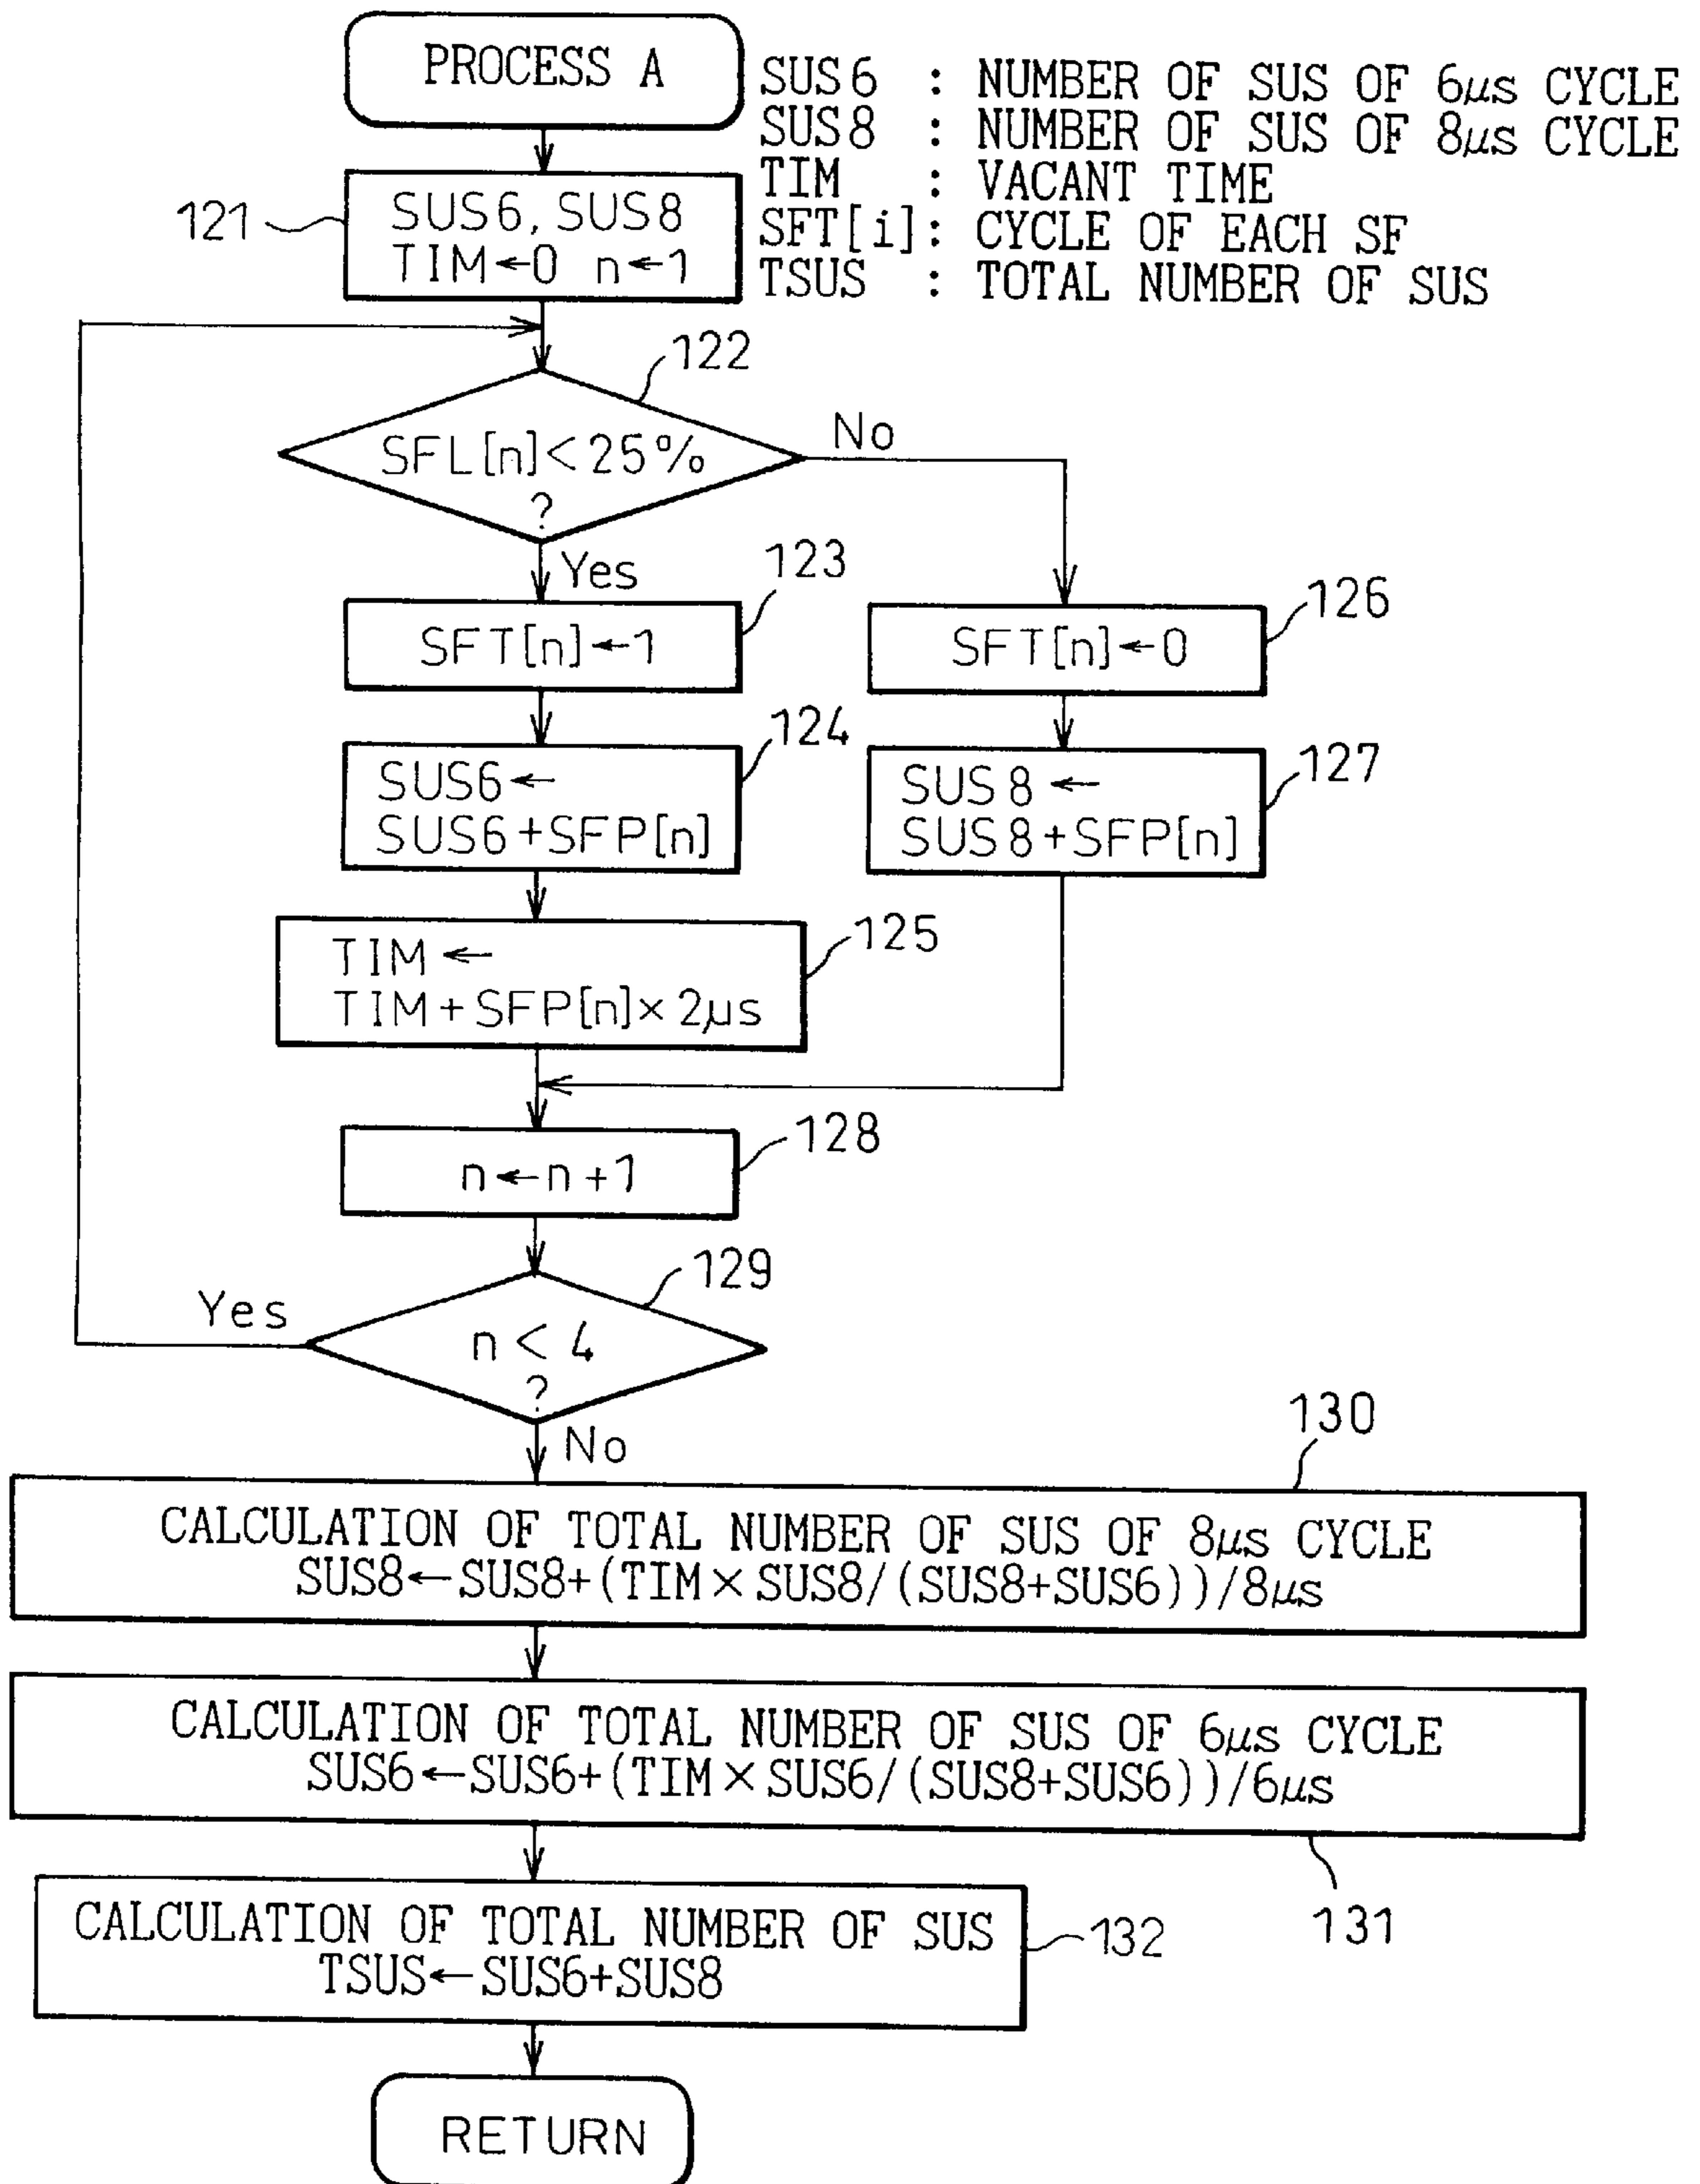 PROCESS A
SUS6 : NUMBER OF SUS OF 6μs CYCLE
SUS8 : NUMBER OF SUS OF 8μs CYCLE
TIM : VACANT TIME
SFT[i]: CYCLE OF EACH SF
TSUS : TOTAL NUMBER OF SUS
121
SUS6, SUS8
TIM←0 n←1
122
SFL[n]<25%
?
No
Yes
123
SFT[n]←1
126
SFT[n]←0
124
SUS6←
SUS6+SFP[n]
127
SUS8←
SUS8+SFP[n]
125
TIM←
TIM+SFP[n]×2μs
128
n←n+1
129
Yes
n<4
?
No
130
CALCULATION OF TOTAL NUMBER OF SUS OF 8μs CYCLE
SUS8←SUS8+(TIM×SUS8/(SUS8+SUS6))/8μs
CALCULATION OF TOTAL NUMBER OF SUS OF 6μs CYCLE
SUS6←SUS6+(TIM×SUS6/(SUS8+SUS6))/6μs
131
CALCULATION OF TOTAL NUMBER OF SUS
TSUS←SUS6+SUS8
132
RETURN